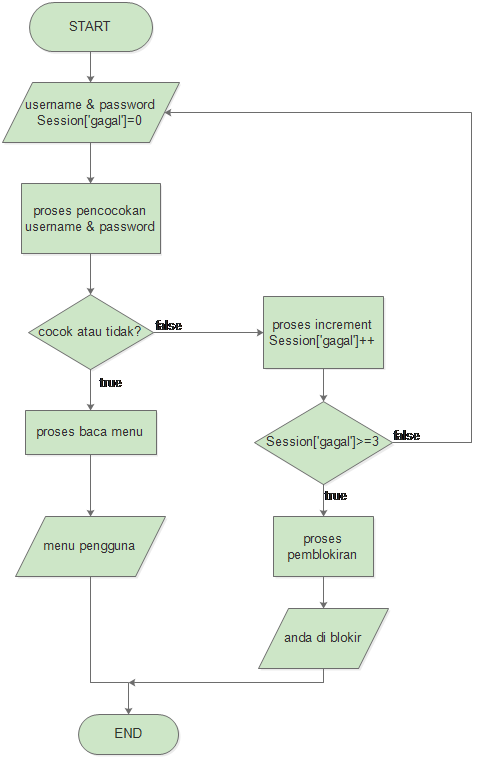 START
username & password
Session['gagal']=0
proses pencocokan
username & password
cocok atau tidak?
false
proses increment
Session['gagal']++
true
proses baca menu
Session['gagal']>=3
false
true
menu pengguna
proses
pemblokiran
anda di blokir
END